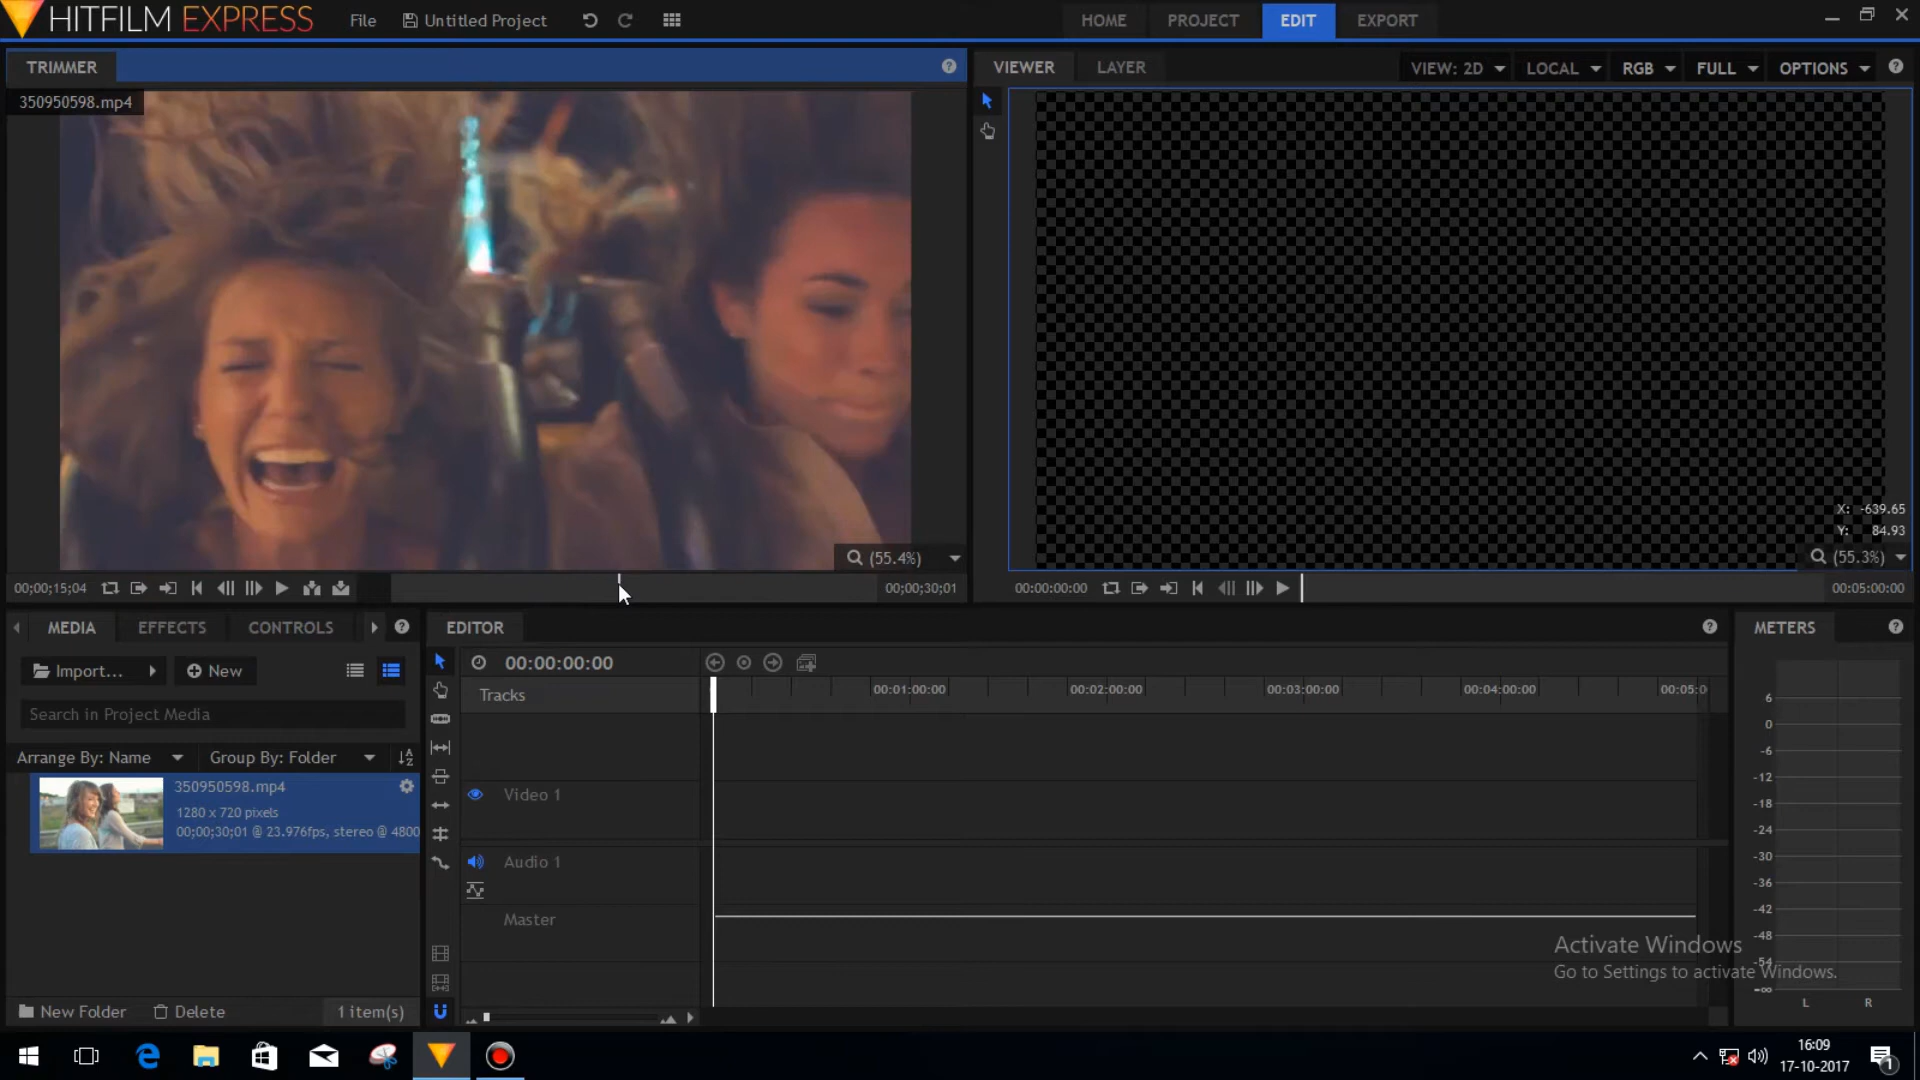 HITFILM EXPRESS
File
Untitled Project
HOME
PROJECT
EDIT
EXPORT
TRIMMER
350950598.mp4
VIEWER
LAYER
VIEW: 2D
LOCAL
RGB
FULL
OPTIONS
X: -639.65
Y: 84.93
(55.4%)
(55.3%)
00;00;15;04
00;00;30;01
00:00:00:00
00:05:00:00
MEDIA
EFFECTS
CONTROLS
EDITOR
METERS
Import...
New
00:00:00:00
Tracks
00:01:00:00
00:02:00:00
00:03:00:00
00:04:00:00
00:05:0
Search in Project Media
Arrange By: Name
Group By: Folder
350950598.mp4
1280 x 720 pixels
00;00;30;01 @ 23.976fps, stereo @ 4800
Video 1
Audio 1
Master
6
0
-6
-12
-18
-24
-30
-36
-42
-48
-54
-∞
L
R
Activate Windows
Go to Settings to activate Windows.
New Folder
Delete
1 item(s)
16:09
17-10-2017
1